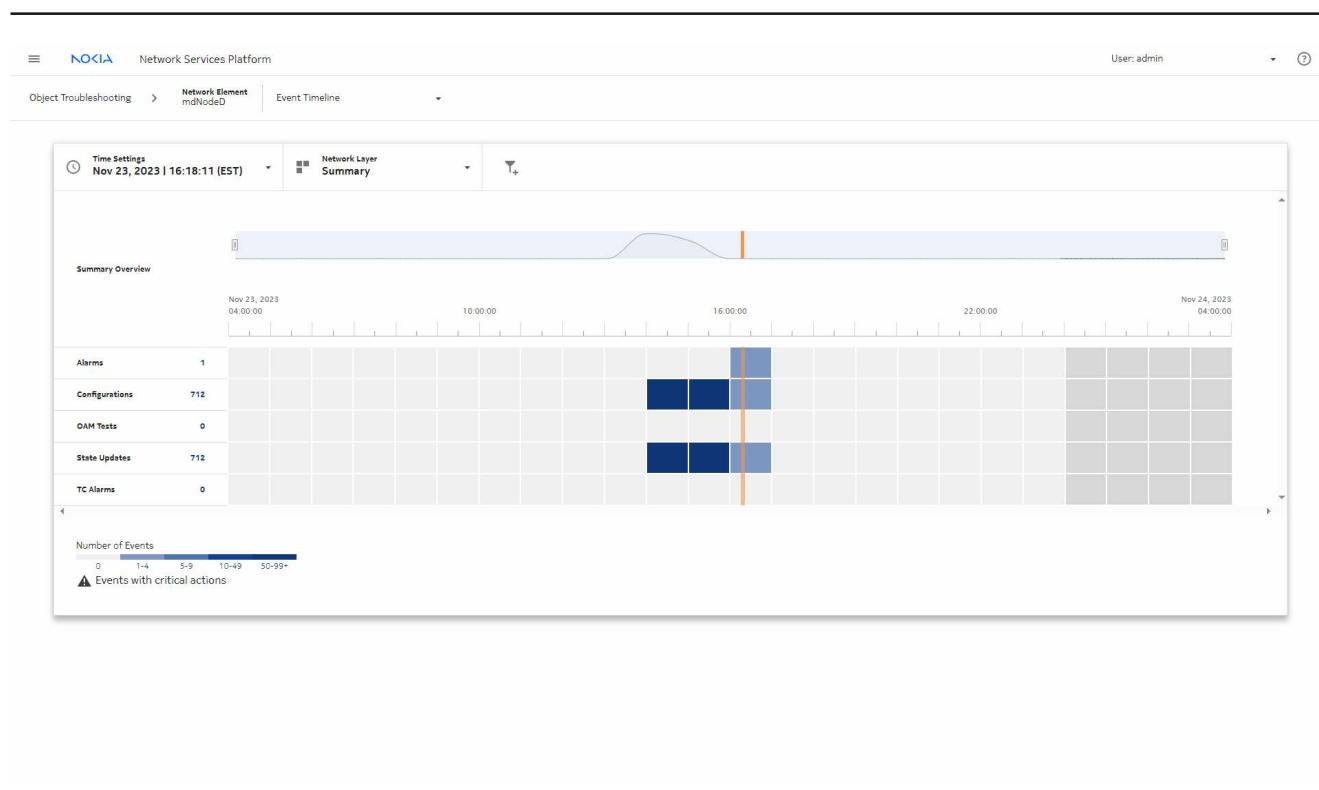 NOKIA Network Services Platform User: admin ?
Object Troubleshooting > Network Element Event Timeline
mdNodeD
Time Settings Network Layer
Nov 23, 2023 | 16:18:11 (EST) Summary
Summary Overview
Nov 23, 2023 Nov 24, 2023
04:00:00 10:00:00 16:00:00 22:00:00 04:00:00
Alarms 1
Configurations 712
OAM Tests 0
State Updates 712
TC Alarms 0
Number of Events
0 1-4 5-9 10-49 50-99+
Events with critical actions